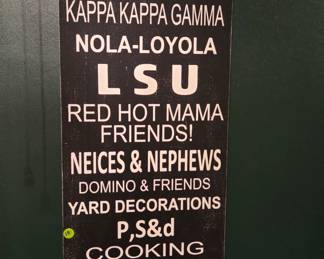 KAPPA KAPPA GAMMA
NOLA-LOYOLA
LSU
RED HOT MAMA
FRIENDS!
NEICES & NEPHEWS
DOMINO & FRIENDS
YARD DECORATIONS
P,S&d
COOKING